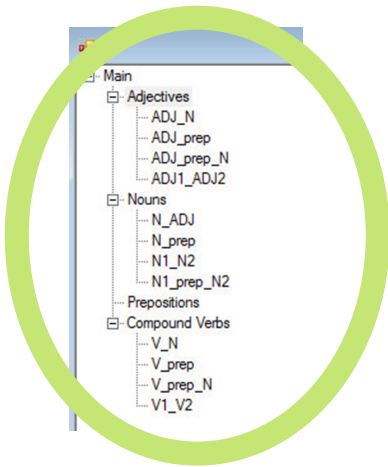 Main
Adjectives
ADJ_N
ADJ_prep
ADJ_prep_N
ADJ1_ADJ2
Nouns
N_ADJ
N_prep
N1_N2
N1_prep_N2
Prepositions
Compound Verbs
V_N
V_prep
V_prep_N
V1_V2